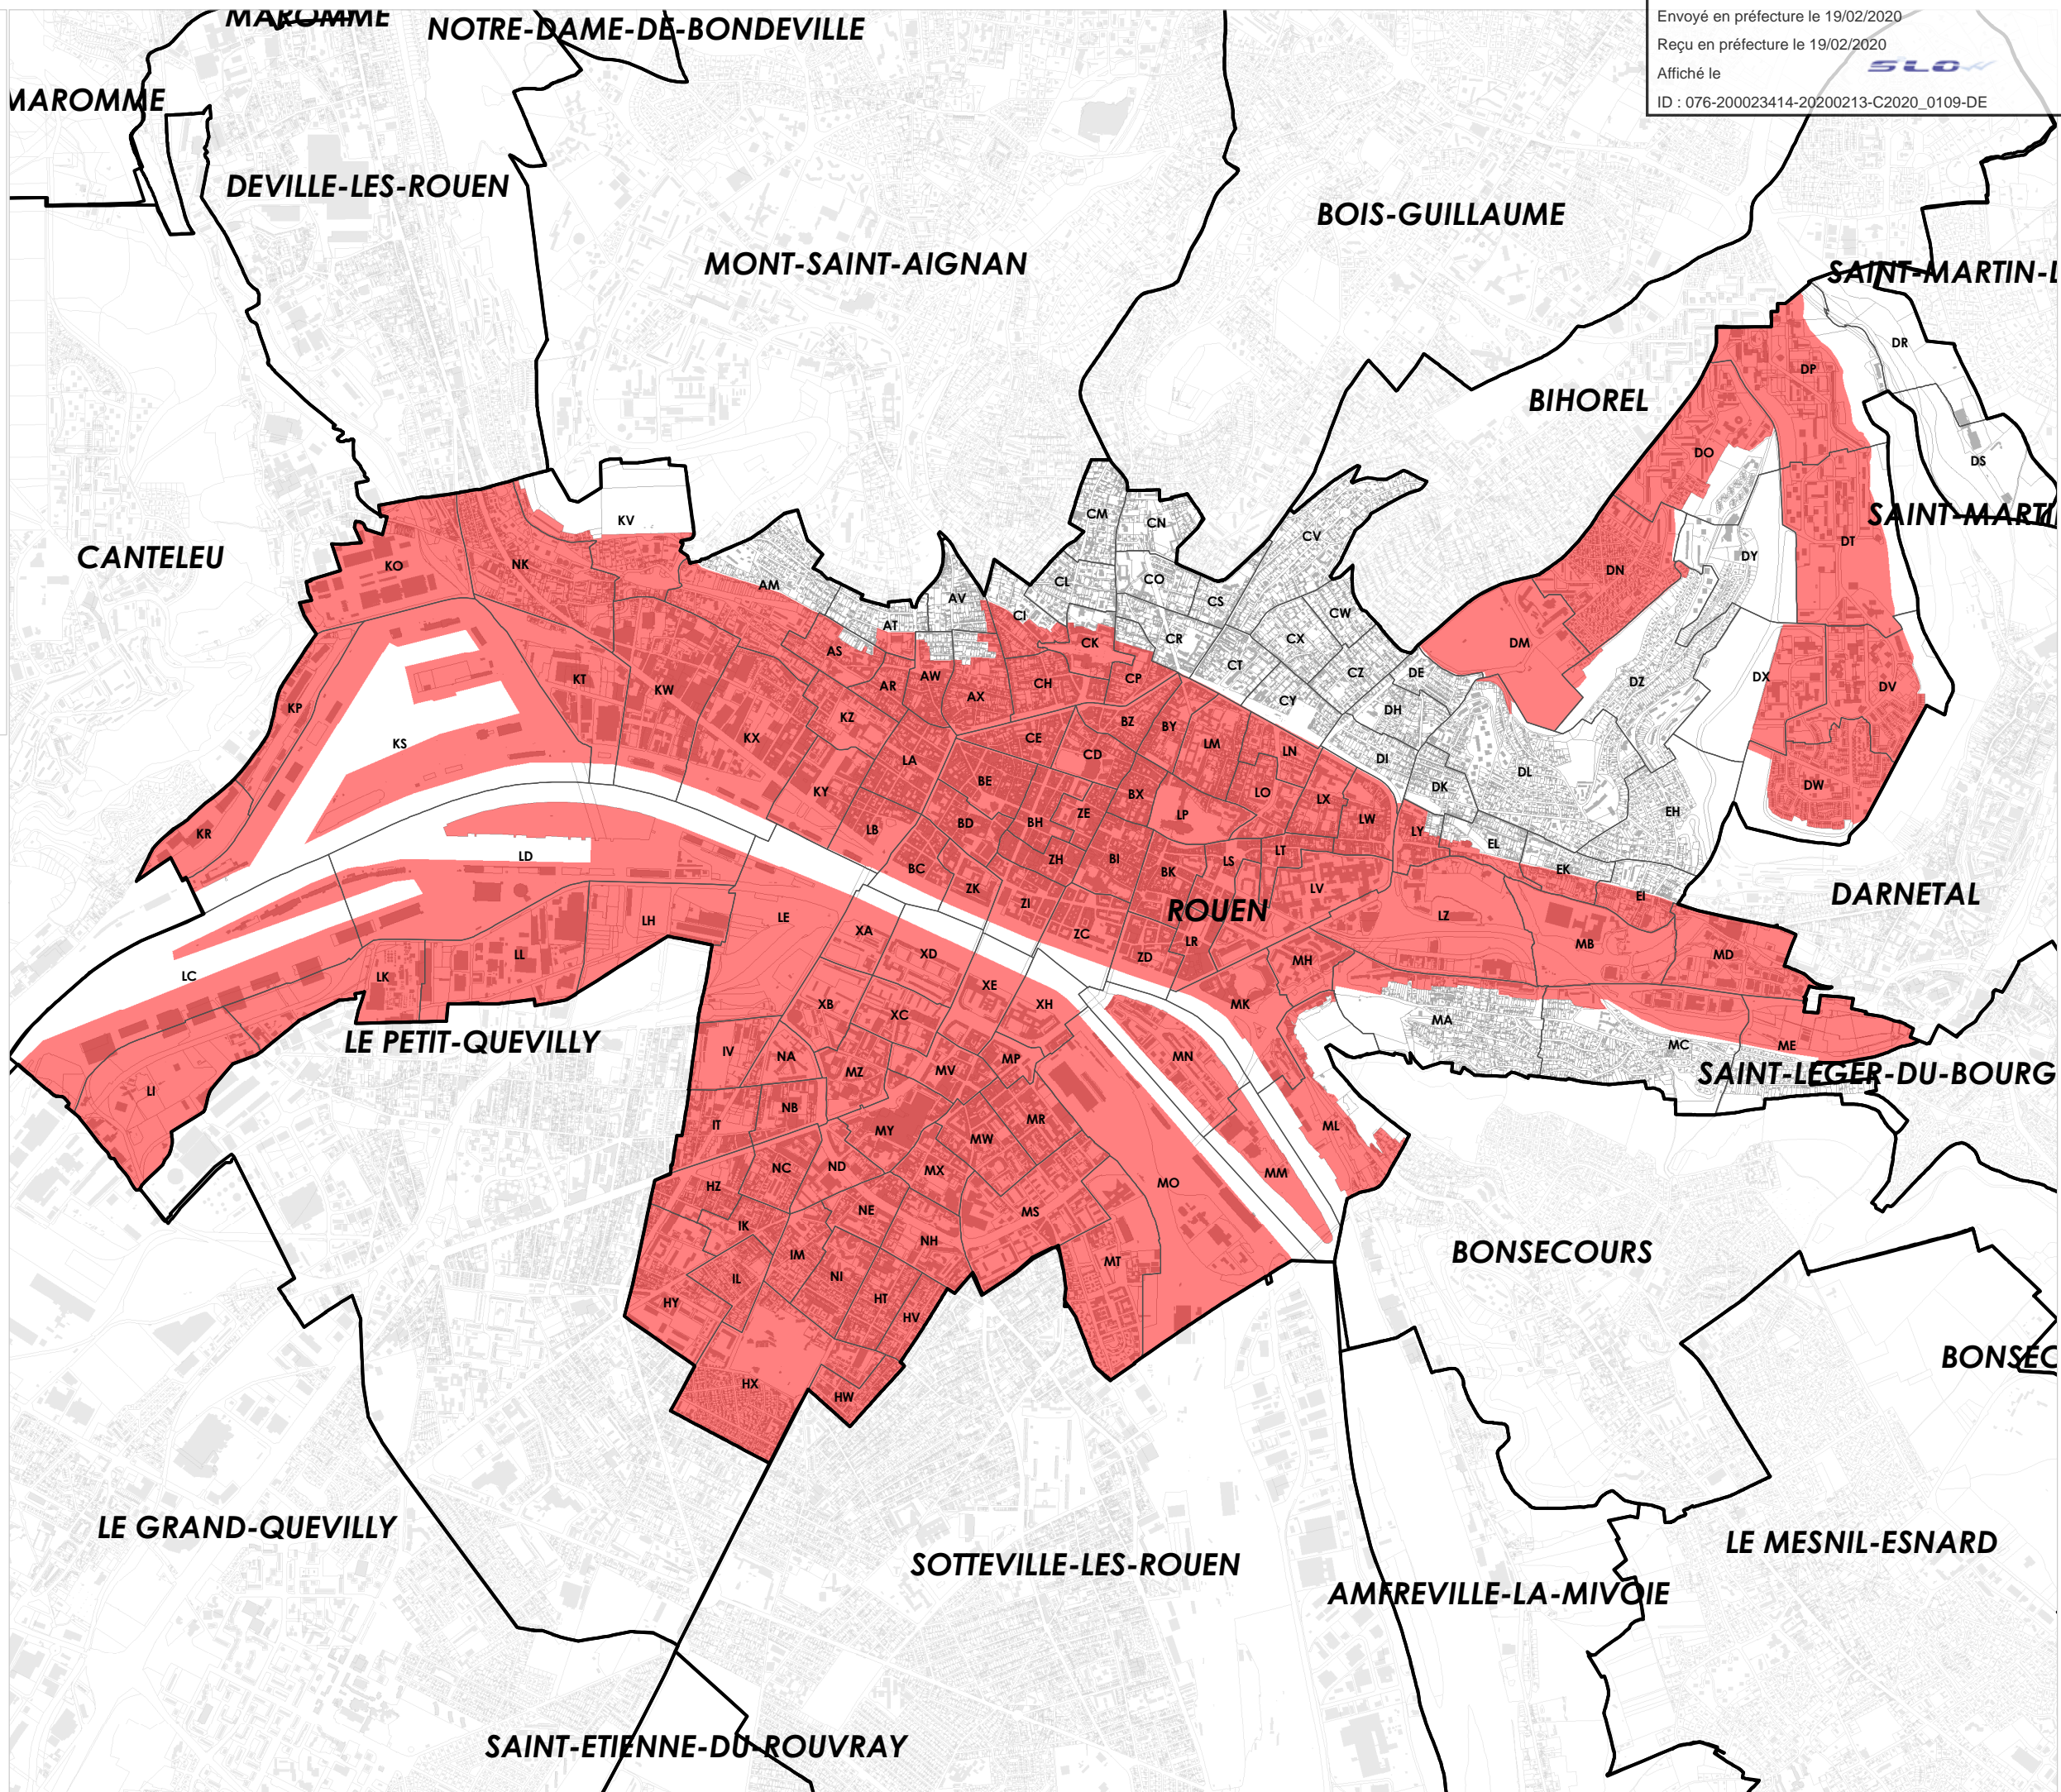 MAROMME
NOTRE-DAME-DE-BONDEVILLE
Envoyé en préfecture le 19/02/2020
Reçu en préfecture le 19/02/2020
Affiché le
SLOW
ID : 076-200023414-20200213-C2020_0109-DE
MAROMME
DEVILLE-LES-ROUEN
BOIS-GUILLAUME
MONT-SAINT-AIGNAN
SAINT-MARTIN-L
DR
DP
BIHOREL
DO
DS
CM
CN
KV
SAINT-MARTI
CV
DT
CANTELEU
DY
KO
NK
DN
CO
CL
AM
AV
CS
CW
CI
AT
CX
CR
CK
DM
AS
CT
CZ
DE
DX
CP
KT
DZ
CH
AR
AW
KW
DV
AX
CY
KP
DH
KZ
BZ
BY
CE
KX
KS
LM
LN
CD
DI
LA
DL
BE
DW
DK
KY
BX
LO
LX
ZE
EH
LP
LW
BH
BD
LB
LY
KR
EL
LT
LD
ZH
BI
LS
BC
EK
BK
ZK
LV
DARNETAL
EI
ZI
ROUEN
LZ
LE
LH
XA
ZC
LR
MB
XD
LL
MD
ZD
MH
LC
LK
XE
XH
XB
MK
XC
MA
LE PETIT-QUEVILLY
MC
ME
IV
NA
MN
MP
MZ
MV
SAINT-LEGER-DU-BOURG
LI
NB
MR
IT
ML
MY
MW
NC
ND
MX
MM
MO
HZ
NE
MS
IK
NH
BONSECOURS
IM
MT
NI
IL
HT
HY
HV
BONSEC
HX
HW
LE GRAND-QUEVILLY
LE MESNIL-ESNARD
SOTTEVILLE-LES-ROUEN
AMFREVILLE-LA-MIVOIE
SAINT-ETIENNE-DU-ROUVRAY